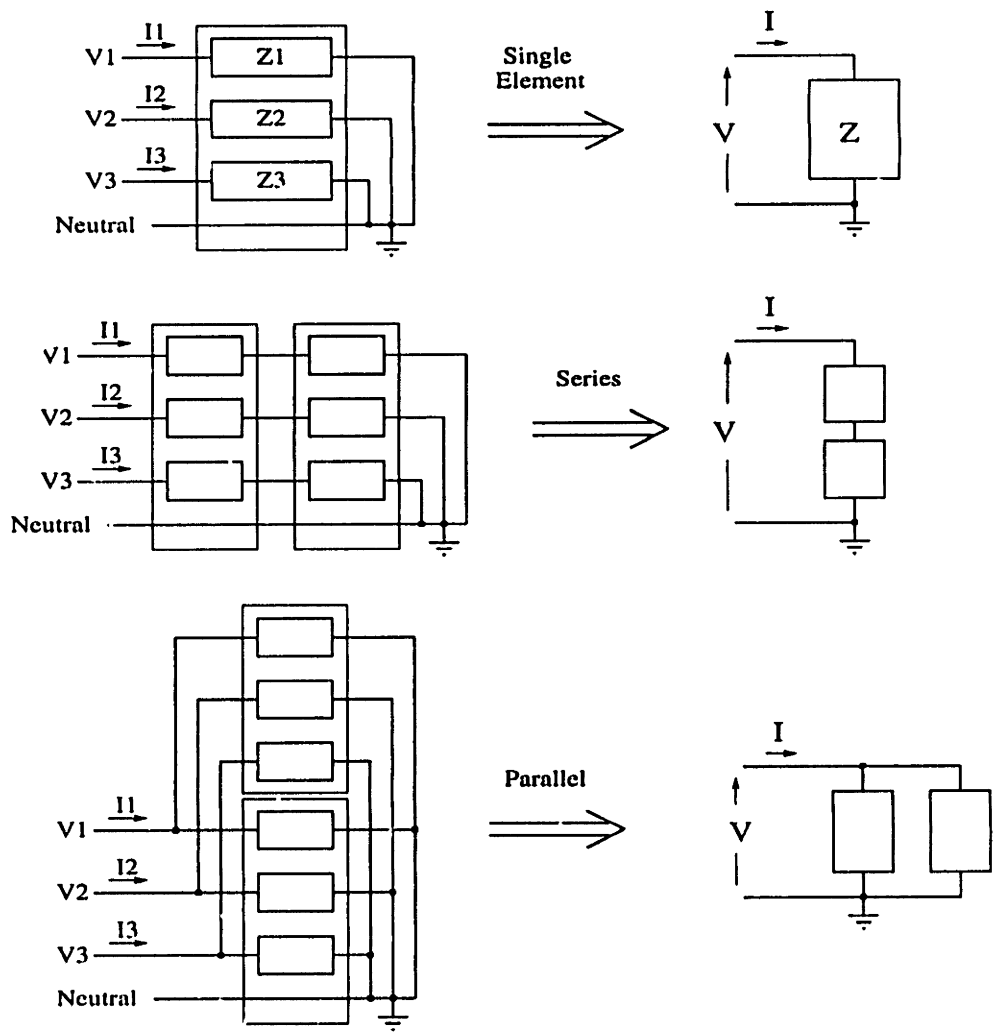 I1
V1
Z1
I2
V2
Z2
I3
V3
Z3
Neutral
Single
Element
I
V
Z
I1
V1
I2
V2
I3
V3
Neutral
Series
I
V
I1
V1
I2
V2
I3
V3
Neutral
Parallel
I
V